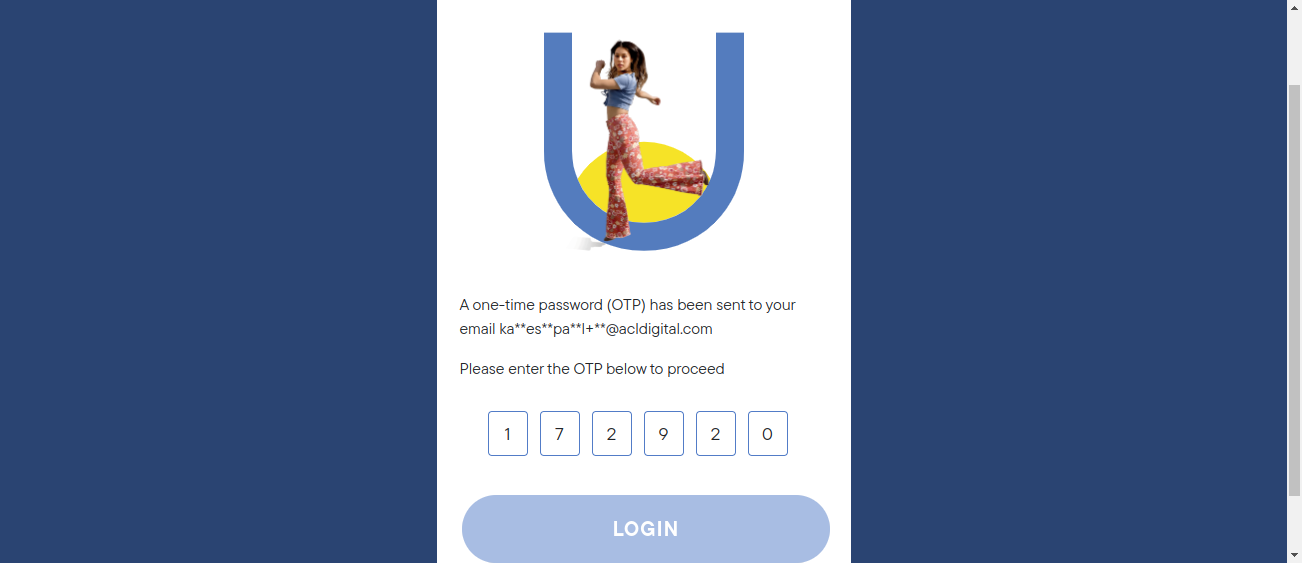 A one-time password (OTP) has been sent to your
email ka**es**pa**l+**@acldigital.com
Please enter the OTP below to proceed
1 7 2 9 2 0
LOGIN